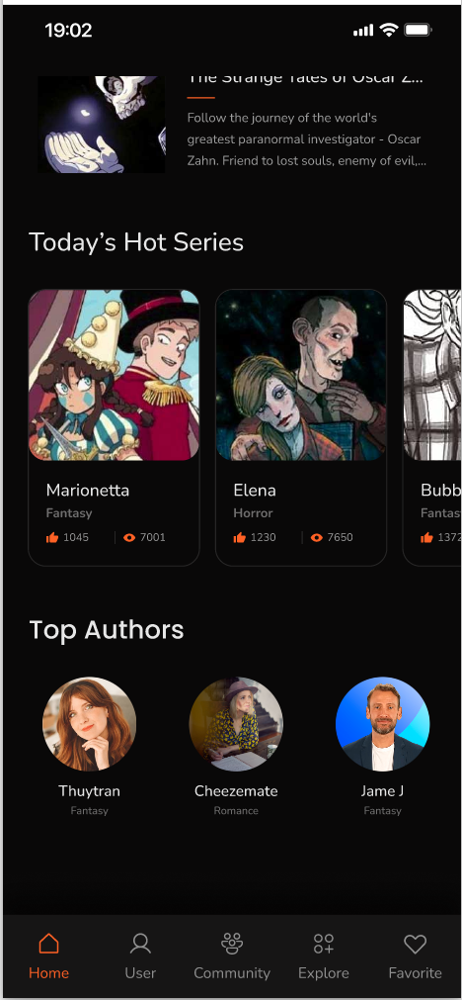 19:02
The Strange Tales of Oscar Z...
Follow the journey of the world's
greatest paranormal investigator - Oscar
Zahn. Friend to lost souls, enemy of evil,...
Today's Hot Series
Marionetta
Fantasy
1045 7001
Elena
Horror
1230 7650
Bubb
Fantas
1372
Top Authors
Thuytran
Fantasy
Cheezemate
Romance
Jame J
Fantasy
Home
User
Community
Explore
Favorite